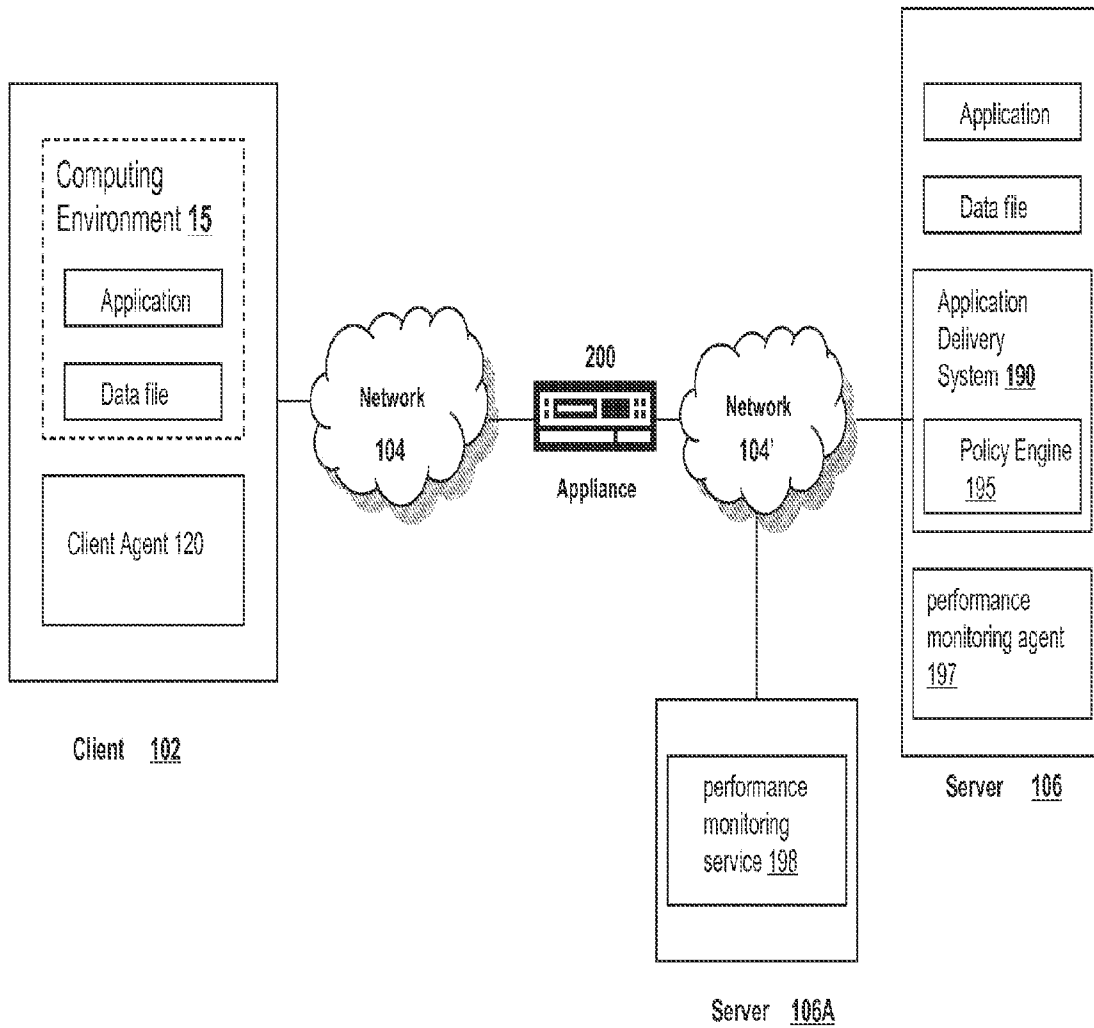 Computing
Environment 15
Application
Data file
Client Agent 120
Client 102
Network
104
200
Appliance
Network
104'
performance
monitoring
service 198
Server 106A
Application
Data file
Application
Delivery
System 190
Policy Engine
195
performance
monitoring agent
197
Server 106